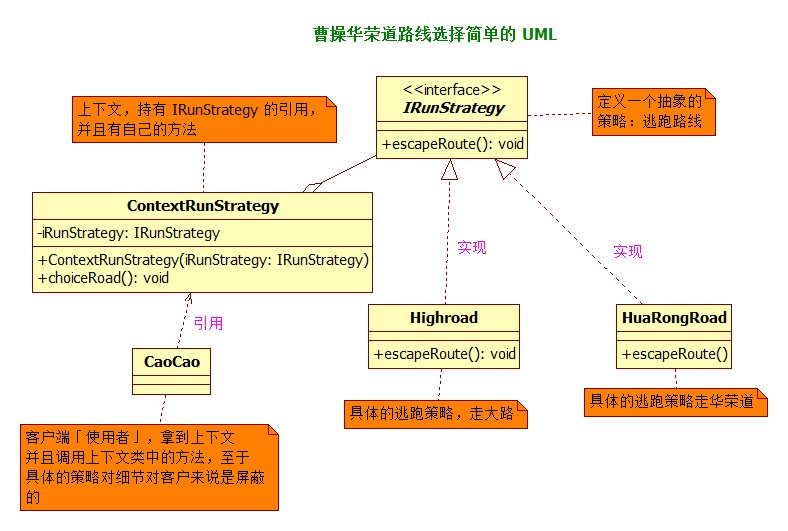 曹操华荣道路线选择简单的 UML
<<interface>>
IRunStrategy
+escapeRoute(): void
定义一个抽象的
策略：逃跑路线
上下文，持有 IRunStrategy 的引用，
并且有自己的方法
ContextRunStrategy
-iRunStrategy: IRunStrategy
+ContextRunStrategy(iRunStrategy: IRunStrategy)
+choiceRoad(): void
实现
实现
引用
Highroad
+escapeRoute(): void
HuaRongRoad
+escapeRoute()
CaoCao
具体的逃跑策略，走大路
具体的逃跑策略走华荣道
客户端「使用者」，拿到上下文
并且调用上下文类中的方法，至于
具体的策略对细节对客户来说是屏蔽
的